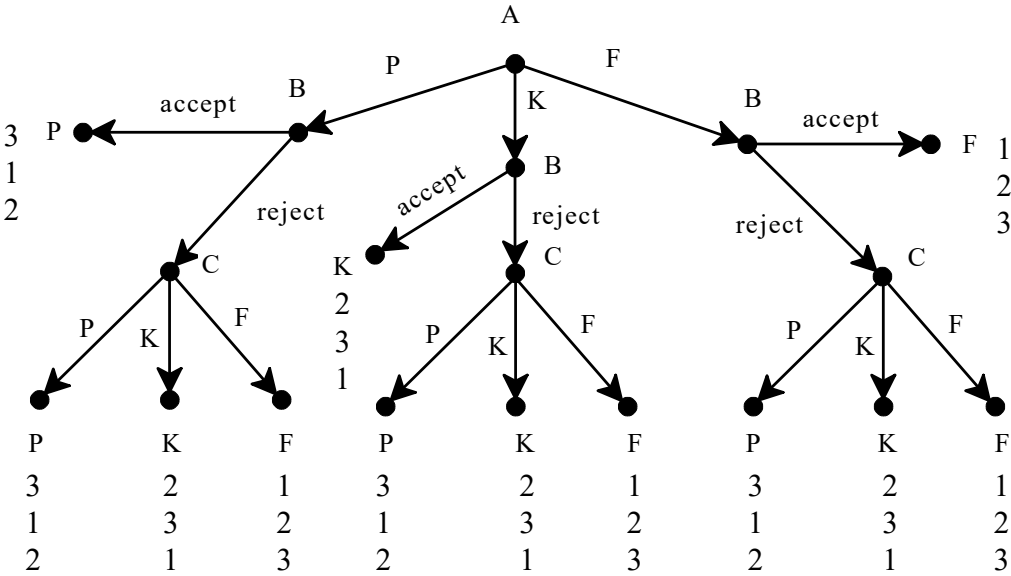 A
P
F
B
K
B
accept
accept
3
P
1
2
F
1
2
3
B
accept
reject
reject
reject
C
K
2
3
1
C
C
P
K
F
P
K
F
P
K
F
P K F P K F P K F
3 2 1 3 2 1 3 2 1
1 3 2 1 3 2 1 3 2
2 1 3 2 1 3 2 1 3